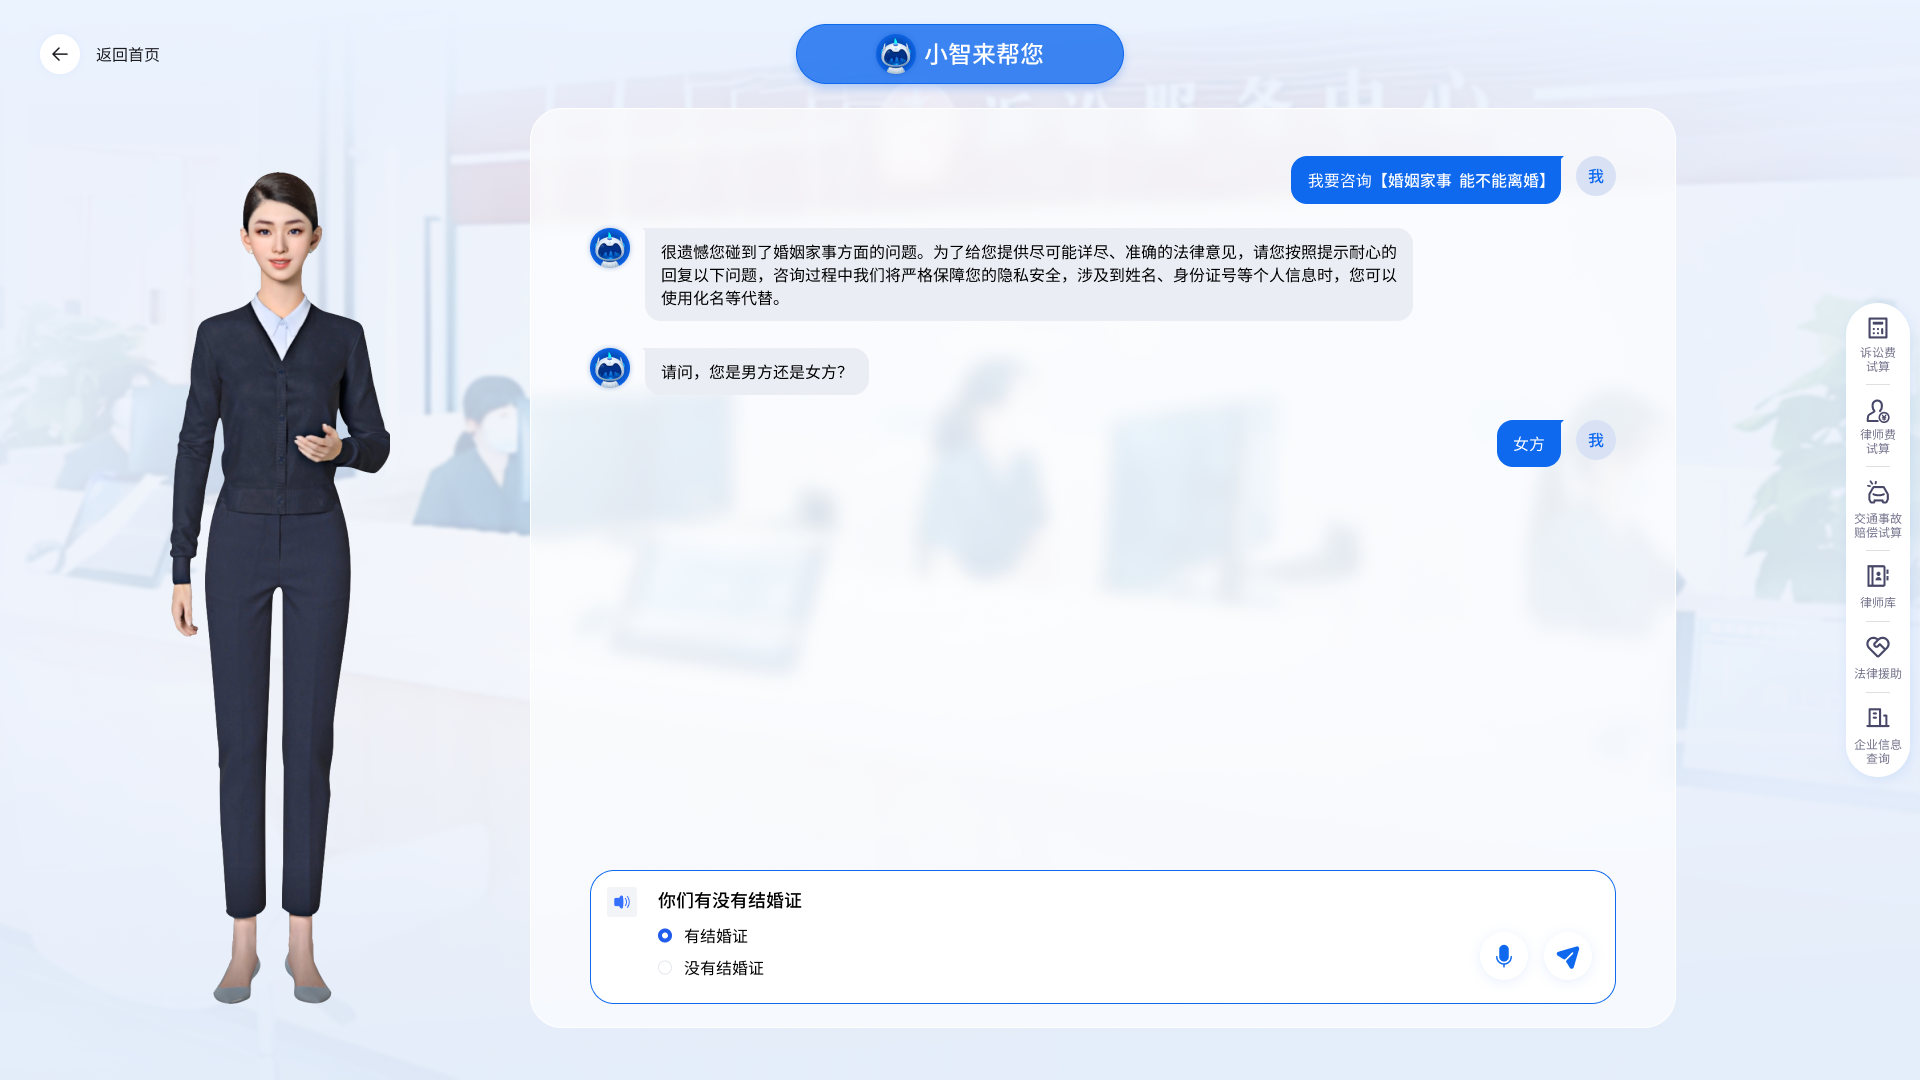 返回首页
小智来帮您
诉讼服务中心
我要咨询【婚姻家事 能不能离婚】
我
很遗憾您碰到了婚姻家事方面的问题。为了给您提供尽可能详尽、准确的法律意见，请您按照提示耐心的
回复以下问题，咨询过程中我们将严格保障您的隐私安全，涉及到姓名、身份证号等个人信息时，您可以
使用化名等代替。
请问，您是男方还是女方？
女方
我
你们有没有结婚证
有结婚证
没有结婚证
诉讼费
试算
律师费
试算
交通事故
赔偿试算
律师库
法律援助
企业信息
查询